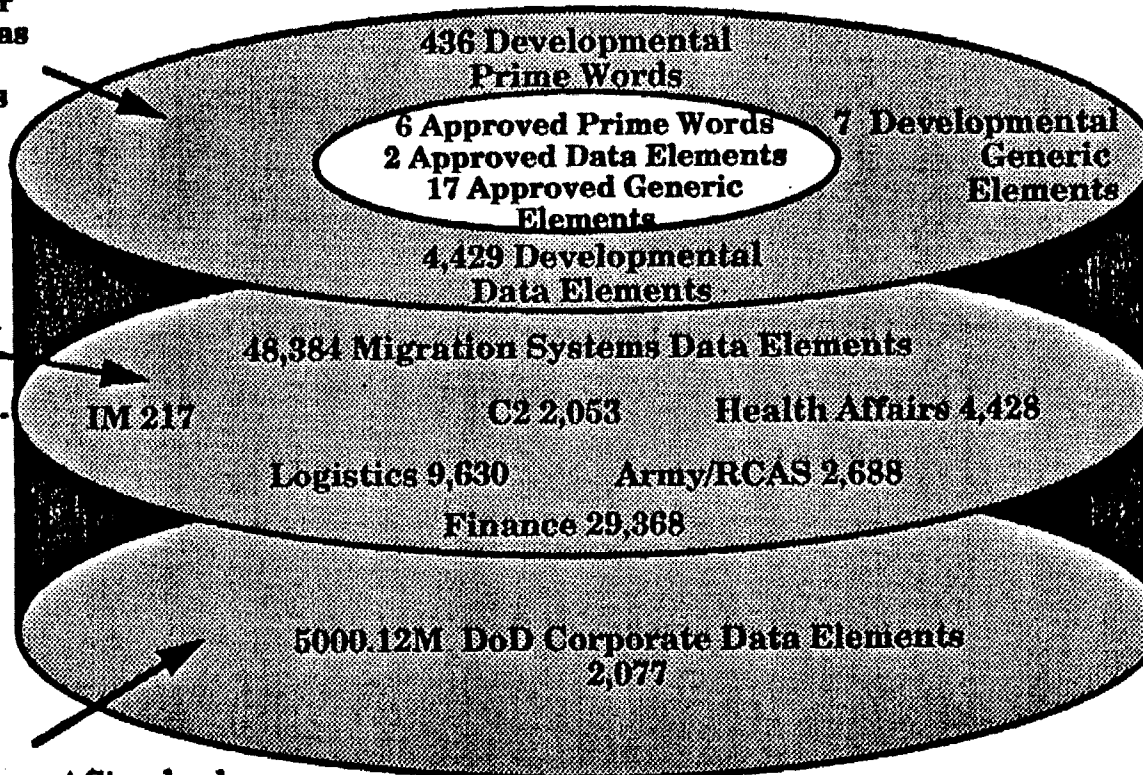 436 Developmental
Prime Words
6 Approved Prime Words
2 Approved Data Elements
17 Approved Generic
Elements
7 Developmental
Generic
Elements
4,429 Developmental
Data Elements
48,384 Migration Systems Data Elements
IM 217
C2 2,053
Health Affairs 4,428
Logistics 9,630
Army/RCAS 2,688
Finance 29,368
5000.12M DoD Corporate Data Elements
2,077